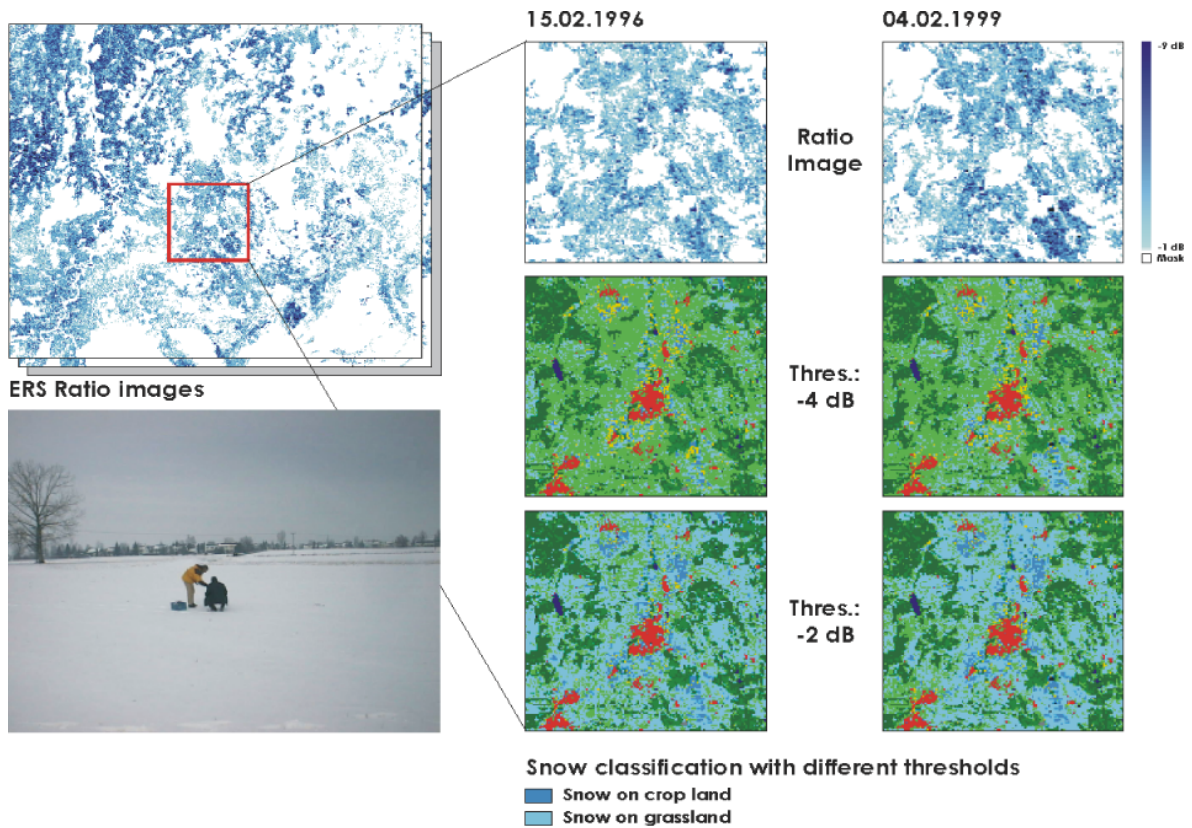 15.02.1996
04.02.1999
-9 dB
Ratio
Image
-1 dB
Mask
ERS Ratio images
Thres.:
-4 dB
Thres.:
-2 dB
Snow classification with different thresholds
Snow on crop land
Snow on grassland